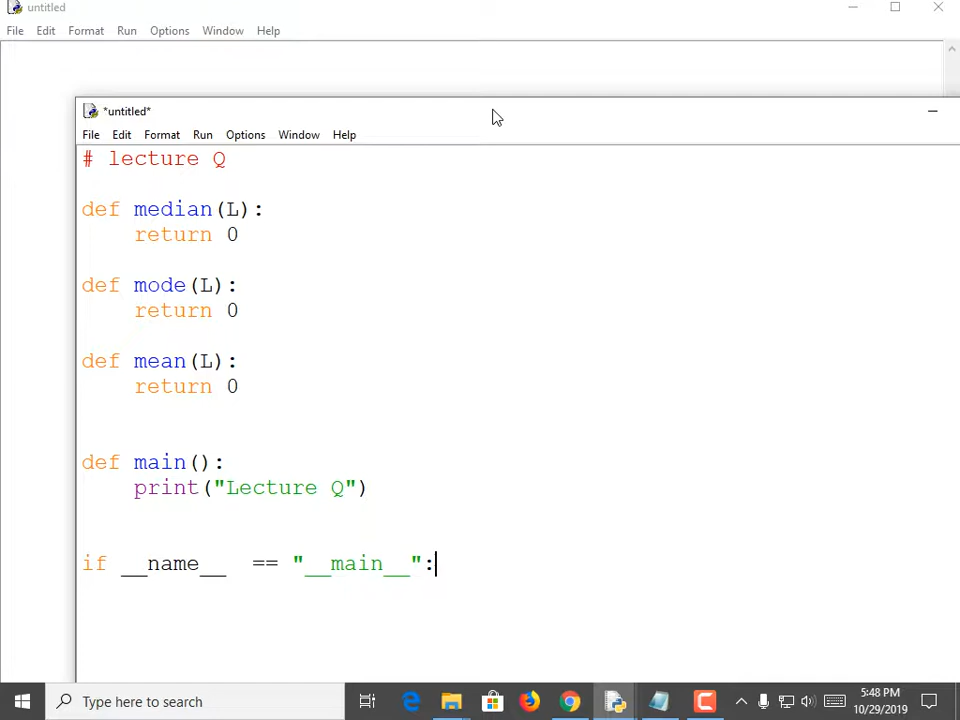 untitled
File Edit Format Run Options Window Help
*untitled*
File Edit Format Run Options Window Help
# lecture Q
def median(L):
    return 0
def mode(L):
    return 0
def mean(L):
    return 0
def main():
    print("Lecture Q")
if __name__  == "__main__":
Type here to search
5:48 PM
10/29/2019